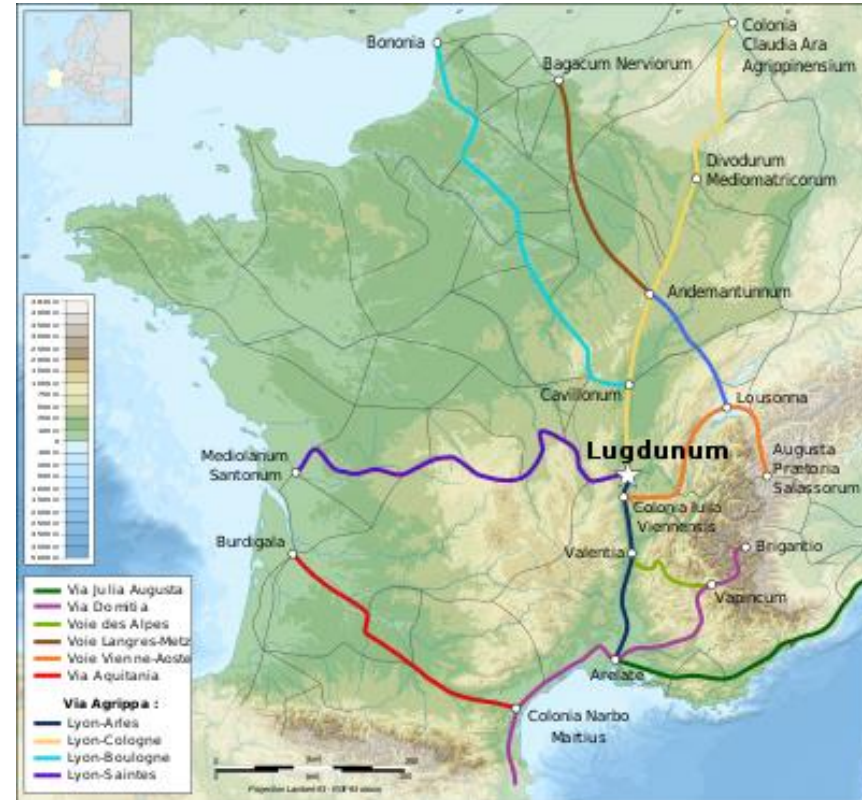 Bononia
Colonia
Claudia Ara
Agrippinensium
Bagacum Nerviorum
Divodurum
Mediomatricorum
Andemantunnum
Cavillonum
Lousonna
Lugdunum
Mediolanum
Santonum
Augusta
Prætoria
Salassorum
Colonia Iulia
Viennensis
Burdigala
Valentia
Brigantio
Vapincum
Arelate
Colonia Narbo
Martius
Via Julia Augusta
Via Domitia
Voie des Alpes
Voie Langres-Metz
Voie Vienne-Aoste
Via Aquitania
Via Agrippa :
Lyon-Arles
Lyon-Cologne
Lyon-Boulogne
Lyon-Saintes